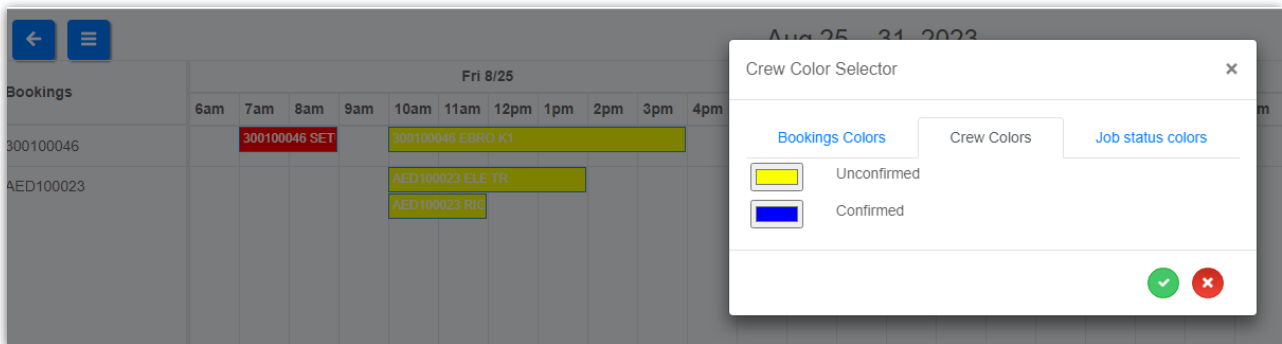 Aug 25 – 31, 2023
Crew Color Selector ×
Bookings
Fri 8/25
6am 7am 8am 9am 10am 11am 12pm 1pm 2pm 3pm 4pm
Bookings Colors Crew Colors Job status colors
300100046
300100046 SET
300100046 EBRO K1
Unconfirmed
AED100023
AED100023 ELE TR
AED100023 RIG
Confirmed